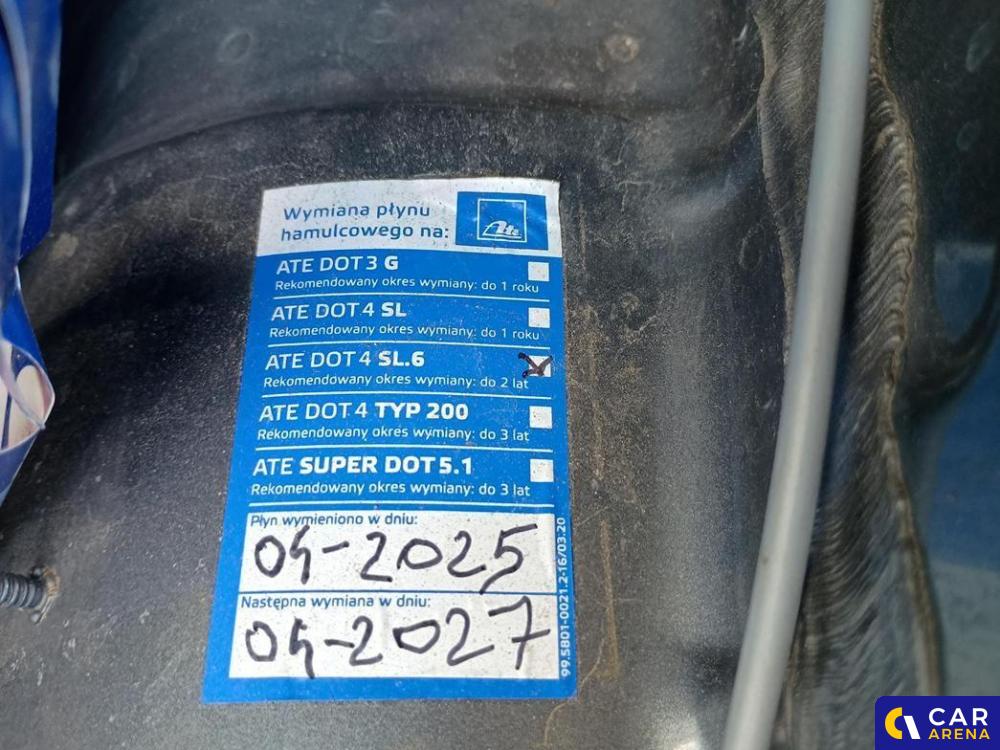 Wymiana płynu
hamulcowego na:
Ate
ATE DOT 3 G
Rekomendowany okres wymiany: do 1 roku
ATE DOT 4 SL
Rekomendowany okres wymiany: do 1 roku
ATE DOT 4 SL.6
Rekomendowany okres wymiany: do 2 lat
ATE DOT 4 TYP 200
Rekomendowany okres wymiany: do 3 lat
ATE SUPER DOT 5.1
Rekomendowany okres wymiany: do 3 lat
Płyn wymieniono w dniu:
04-2025
Następna wymiana w dniu:
04-2027
99.5801-0021.2-16/03.20
CAR
ARENA